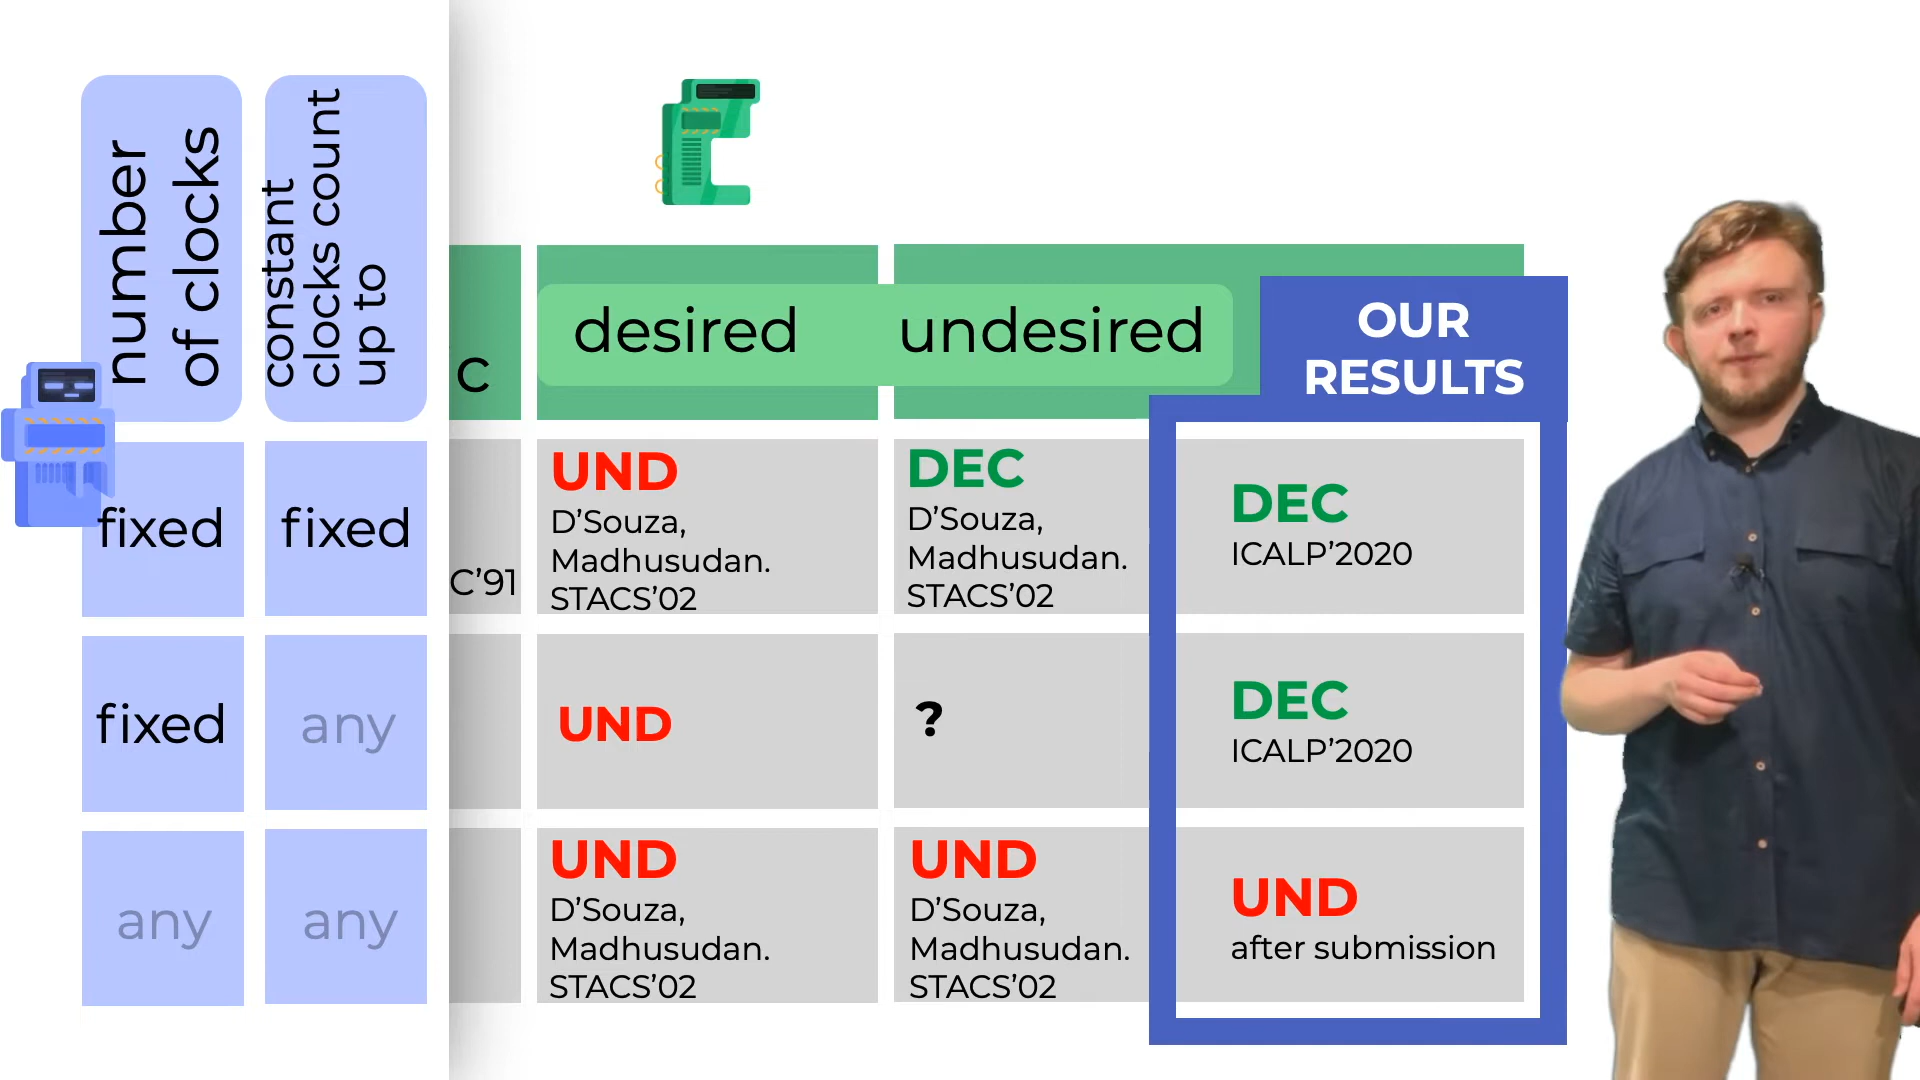 number
of clocks
constant
clocks count
up to
C
desired
undesired
OUR
RESULTS
fixed
fixed
C’91
UND
D’Souza,
Madhusudan.
STACS’02
DEC
D’Souza,
Madhusudan.
STACS’02
DEC
ICALP’2020
fixed
any
UND
?
DEC
ICALP’2020
any
any
UND
D’Souza,
Madhusudan.
STACS’02
UND
D’Souza,
Madhusudan.
STACS’02
UND
after submission